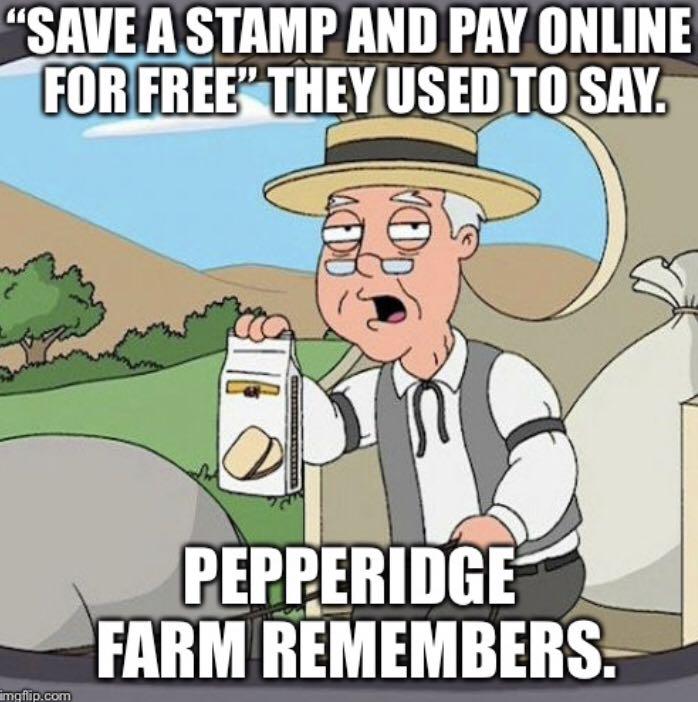 “SAVE A STAMP AND PAY ONLINE
FOR FREE” THEY USED TO SAY.
PEPPERIDGE
FARM REMEMBERS.
imgflip.com